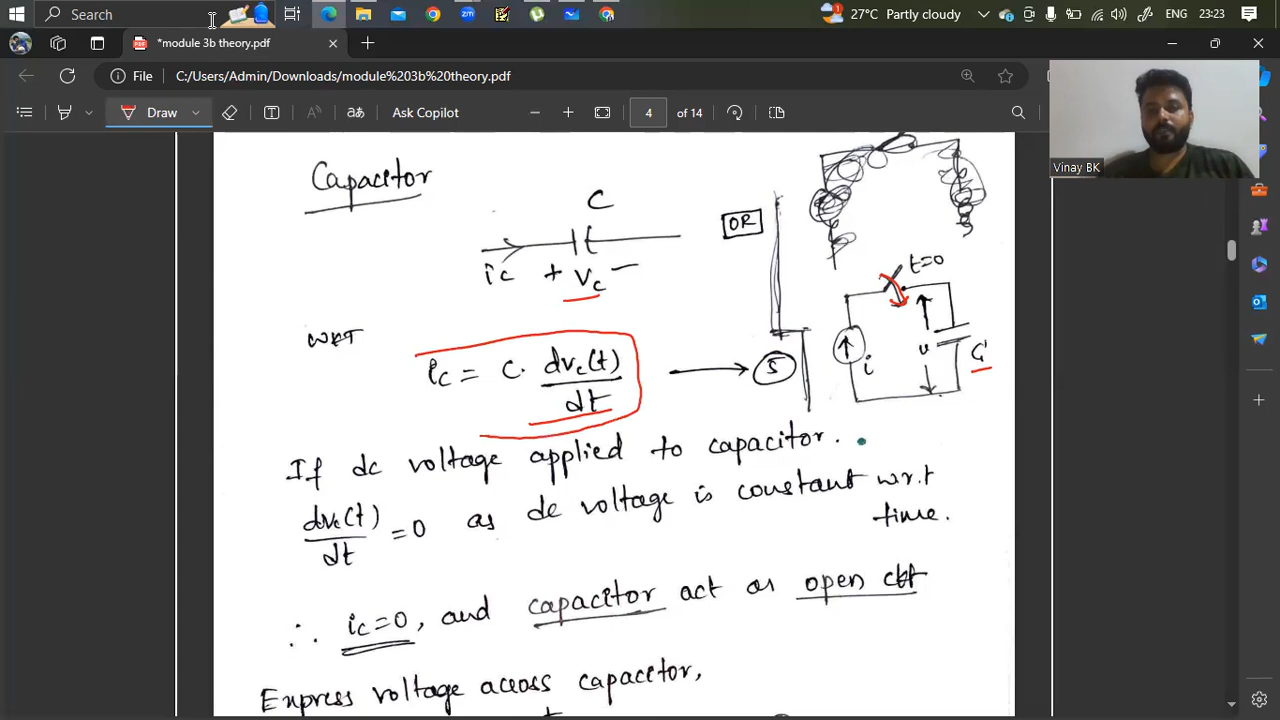 Search
27°C Partly cloudy
ENG
23:23
*module 3b theory.pdf
File
C:/Users/Admin/Downloads/module%203b%20theory.pdf
Draw
aあ
Ask Copilot
4
of 14
Vinay BK
Capacitor
C
OR
ic + vc −
t=0
i
v
C
WKT
ic = C. dvc(t)/dt
5
If dc voltage applied to capacitor.
dvc(t)/dt =0 as dc voltage is constant w.r.t
time.
∴ ic=0, and capacitor act as open ckt
Express voltage across capacitor,